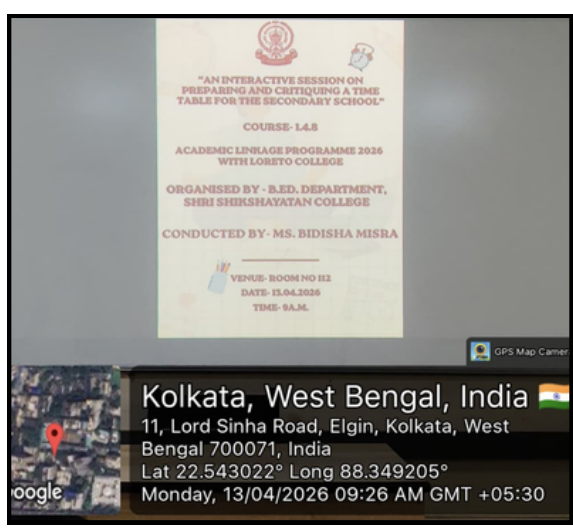 "AN INTERACTIVE SESSION ON
PREPARING AND CRITIQUING A TIME
TABLE FOR THE SECONDARY SCHOOL"
COURSE- 1.4.8
ACADEMIC LINKAGE PROGRAMME 2026
WITH LORETO COLLEGE
ORGANISED BY - B.ED. DEPARTMENT,
SHRI SHIKSHAYATAN COLLEGE
CONDUCTED BY- MS. BIDISHA MISRA
VENUE- ROOM NO 112
DATE- 13.04.2026
TIME- 9A.M.
GPS Map Camer
Kolkata, West Bengal, India
11, Lord Sinha Road, Elgin, Kolkata, West
Bengal 700071, India
Lat 22.543022° Long 88.349205°
Monday, 13/04/2026 09:26 AM GMT +05:30
oogle